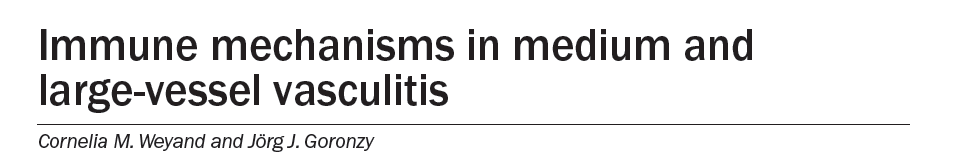 Immune mechanisms in medium and
large-vessel vasculitis
Cornelia M. Weyand and Jörg J. Goronzy